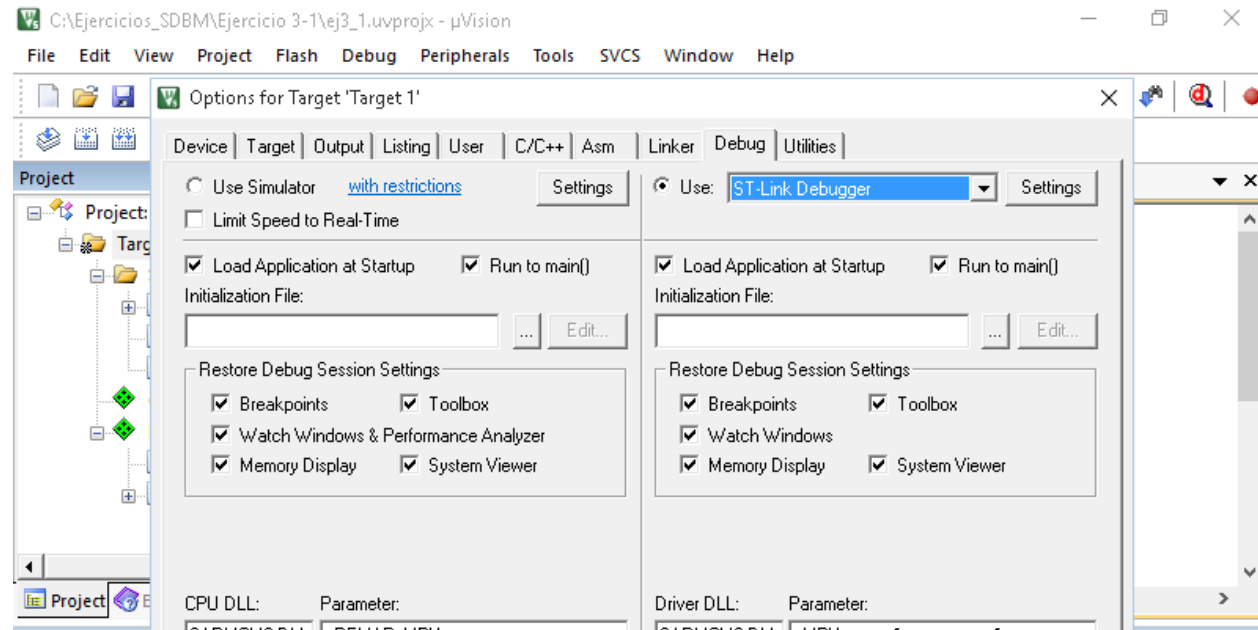 C:\Ejercicios_SDBM\Ejercicio 3-1\ej3_1.uvprojx - µVision
File Edit View Project Flash Debug Peripherals Tools SVCS Window Help
Options for Target 'Target 1'
Device Target Output Listing User C/C++ Asm Linker Debug Utilities
Project
Use Simulator with restrictions Settings Use: ST-Link Debugger Settings
Project:
Limit Speed to Real-Time
Load Application at Startup Run to main() Load Application at Startup Run to main()
Initialization File: Initialization File:
... Edit... ... Edit...
Restore Debug Session Settings Restore Debug Session Settings
Breakpoints Toolbox Breakpoints Toolbox
Watch Windows & Performance Analyzer Watch Windows
Memory Display System Viewer Memory Display System Viewer
Project
CPU DLL: Parameter: Driver DLL: Parameter: